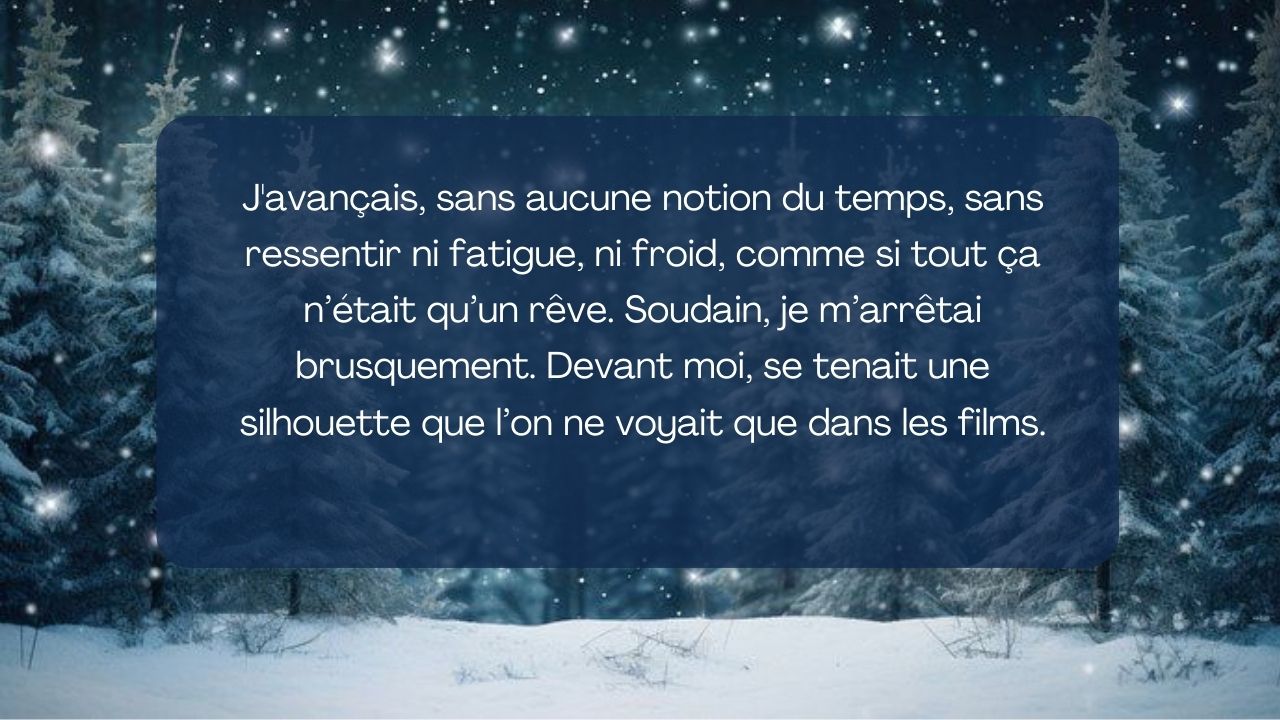 J'avançais, sans aucune notion du temps, sans
ressentir ni fatigue, ni froid, comme si tout ça
n’était qu’un rêve. Soudain, je m’arrêtai
brusquement. Devant moi, se tenait une
silhouette que l’on ne voyait que dans les films.